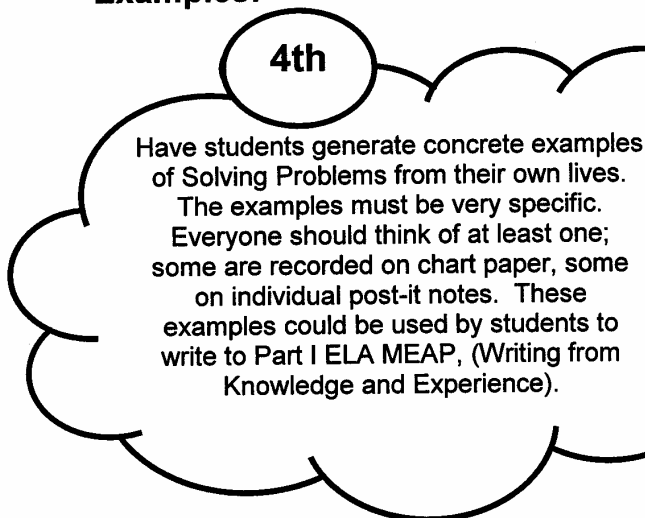 Examples:
4th
Have students generate concrete examples
of Solving Problems from their own lives.
The examples must be very specific.
Everyone should think of at least one;
some are recorded on chart paper, some
on individual post-it notes.  These
examples could be used by students to
write to Part I ELA MEAP, (Writing from
Knowledge and Experience).